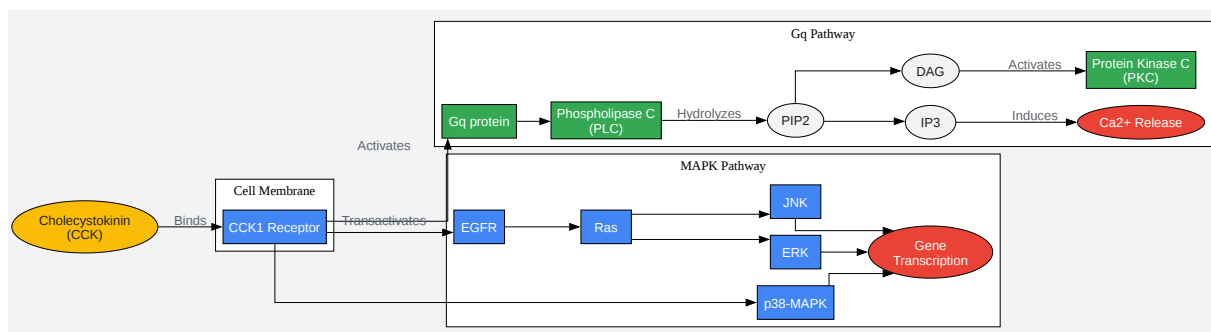 Gq Pathway
DAG
Activates
Protein Kinase C
(PKC)
Gq protein
Phospholipase C
(PLC)
Hydrolyzes
PIP2
IP3
Induces
Ca2+ Release
Activates
MAPK Pathway
Cell Membrane
Cholecystokinin
(CCK)
Binds
CCK1 Receptor
Transactivates
EGFR
Ras
JNK
ERK
Gene
Transcription
p38-MAPK